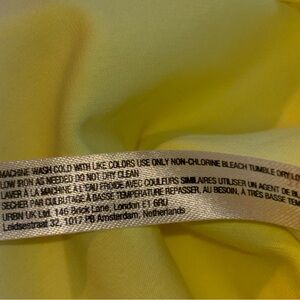 MACHINE WASH COLD WITH LIKE COLORS USE ONLY NON-CHLORINE BLEACH TUMBLE DRY LO
LOW IRON AS NEEDED DO NOT DRY CLEAN
LAVER À LA MACHINE À L'EAU FROIDE AVEC COULEURS SIMILAIRES UTILISER UN AGENT DE BL
SECHER PAR CULBUTAGE À BASSE TEMPÉRATURE REPASSER, AU BESOIN, À TRÈS BASSE TEMP
URBN UK Ltd. 146 Brick Lane, London E1 6RU
Leidsestraat 32, 1017 PB Amsterdam, Netherlands